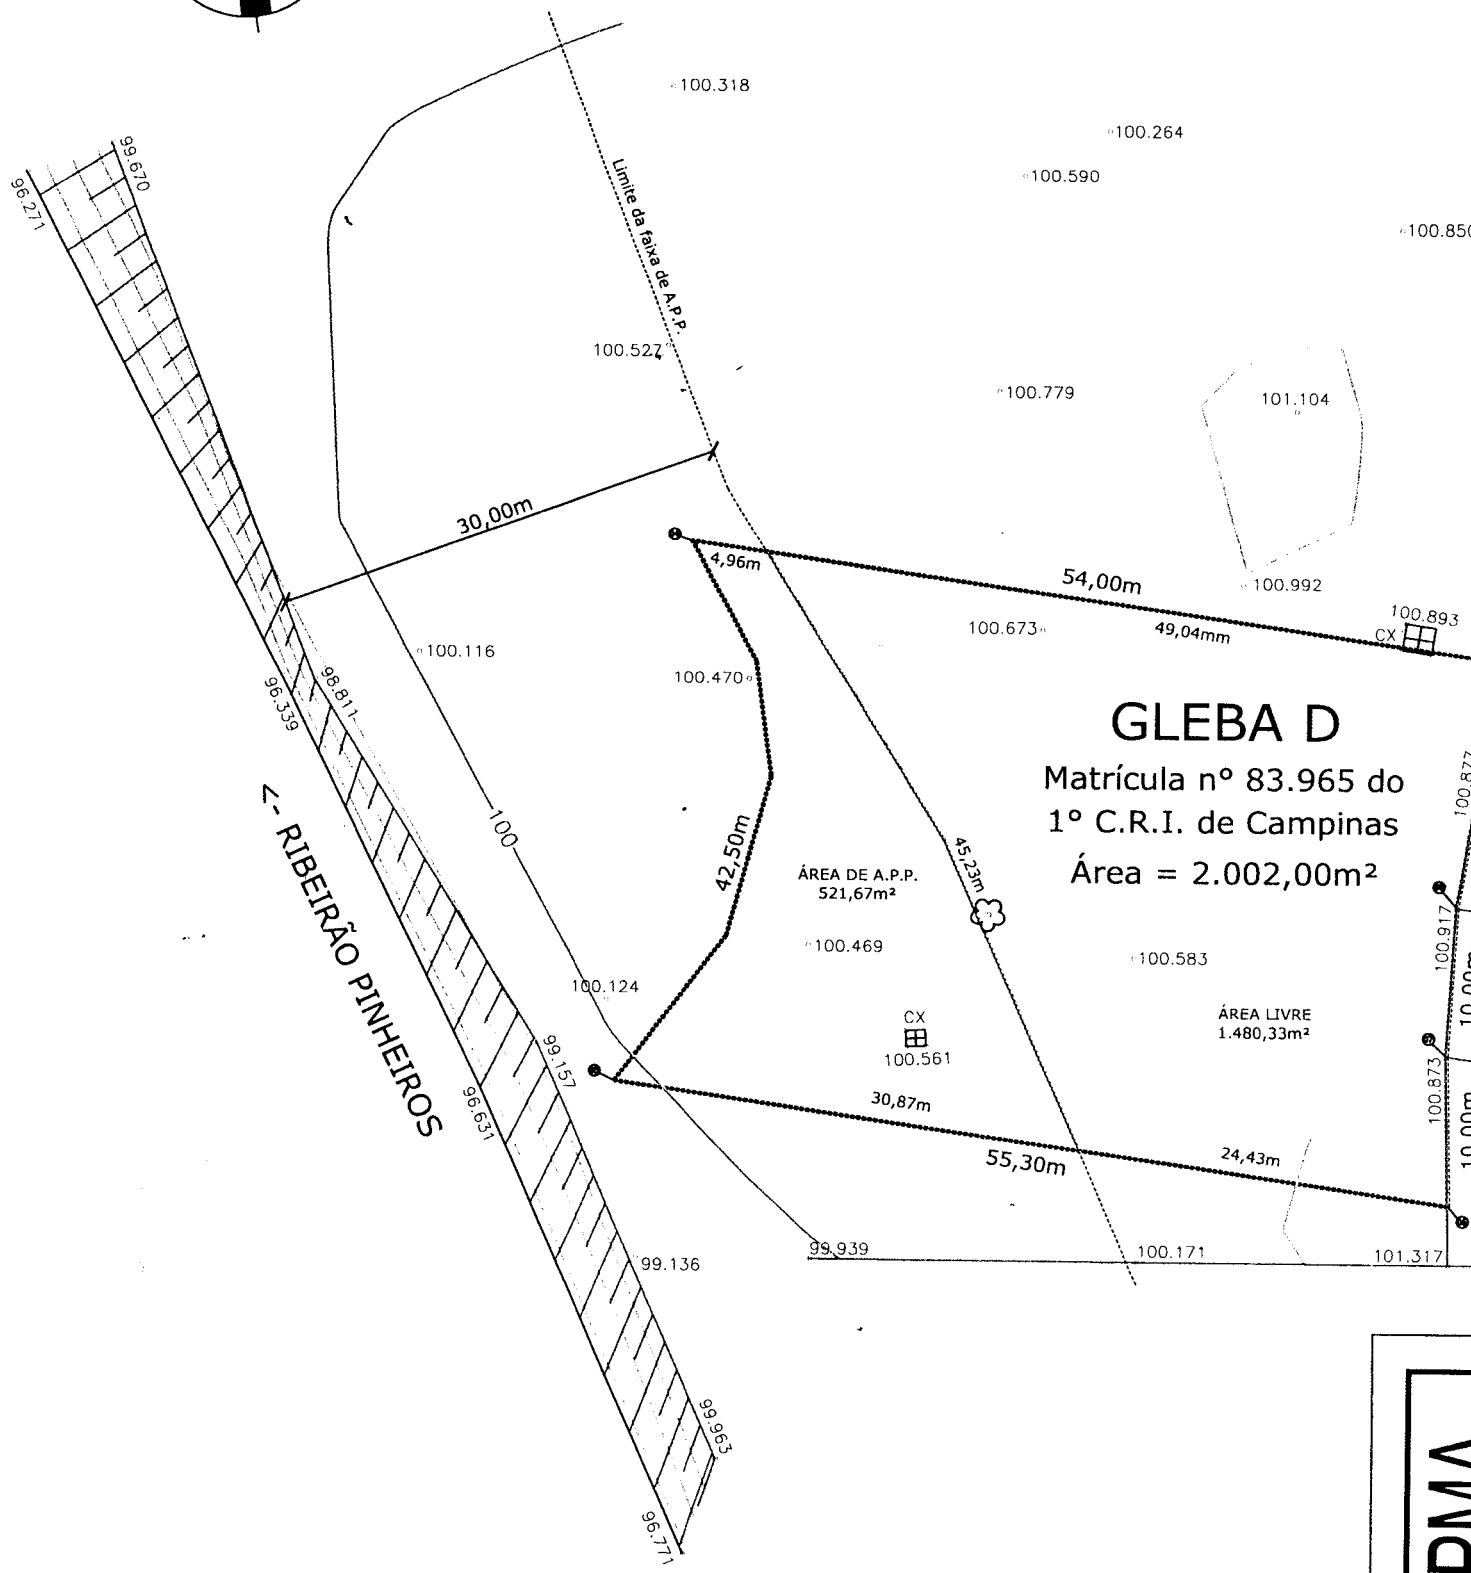 100.318
100.264
100.590
100.850
99.670
96.271
Limite da faixa de A.P.P.
100.527
100.779
101.104
30,00m
4,96m
54,00m
49,04mm
100.992
100.893
CX
100.673
100.116
100.470
98.811
96.339
GLEBA D
Matrícula nº 83.965 do
1º C.R.I. de Campinas
Área = 2.002,00m²
100.877
100
<- RIBEIRÃO PINHEIROS
42,50m
45,23m
ÁREA DE A.P.P.
521,67m²
100.469
100.583
100.917
10,00m
100.124
CX
100.561
ÁREA LIVRE
1.480,33m²
99.157
96.631
30,87m
55,30m
24,43m
100.873
10,00m
99.939
100.171
101.317
99.136
99.963
96.771